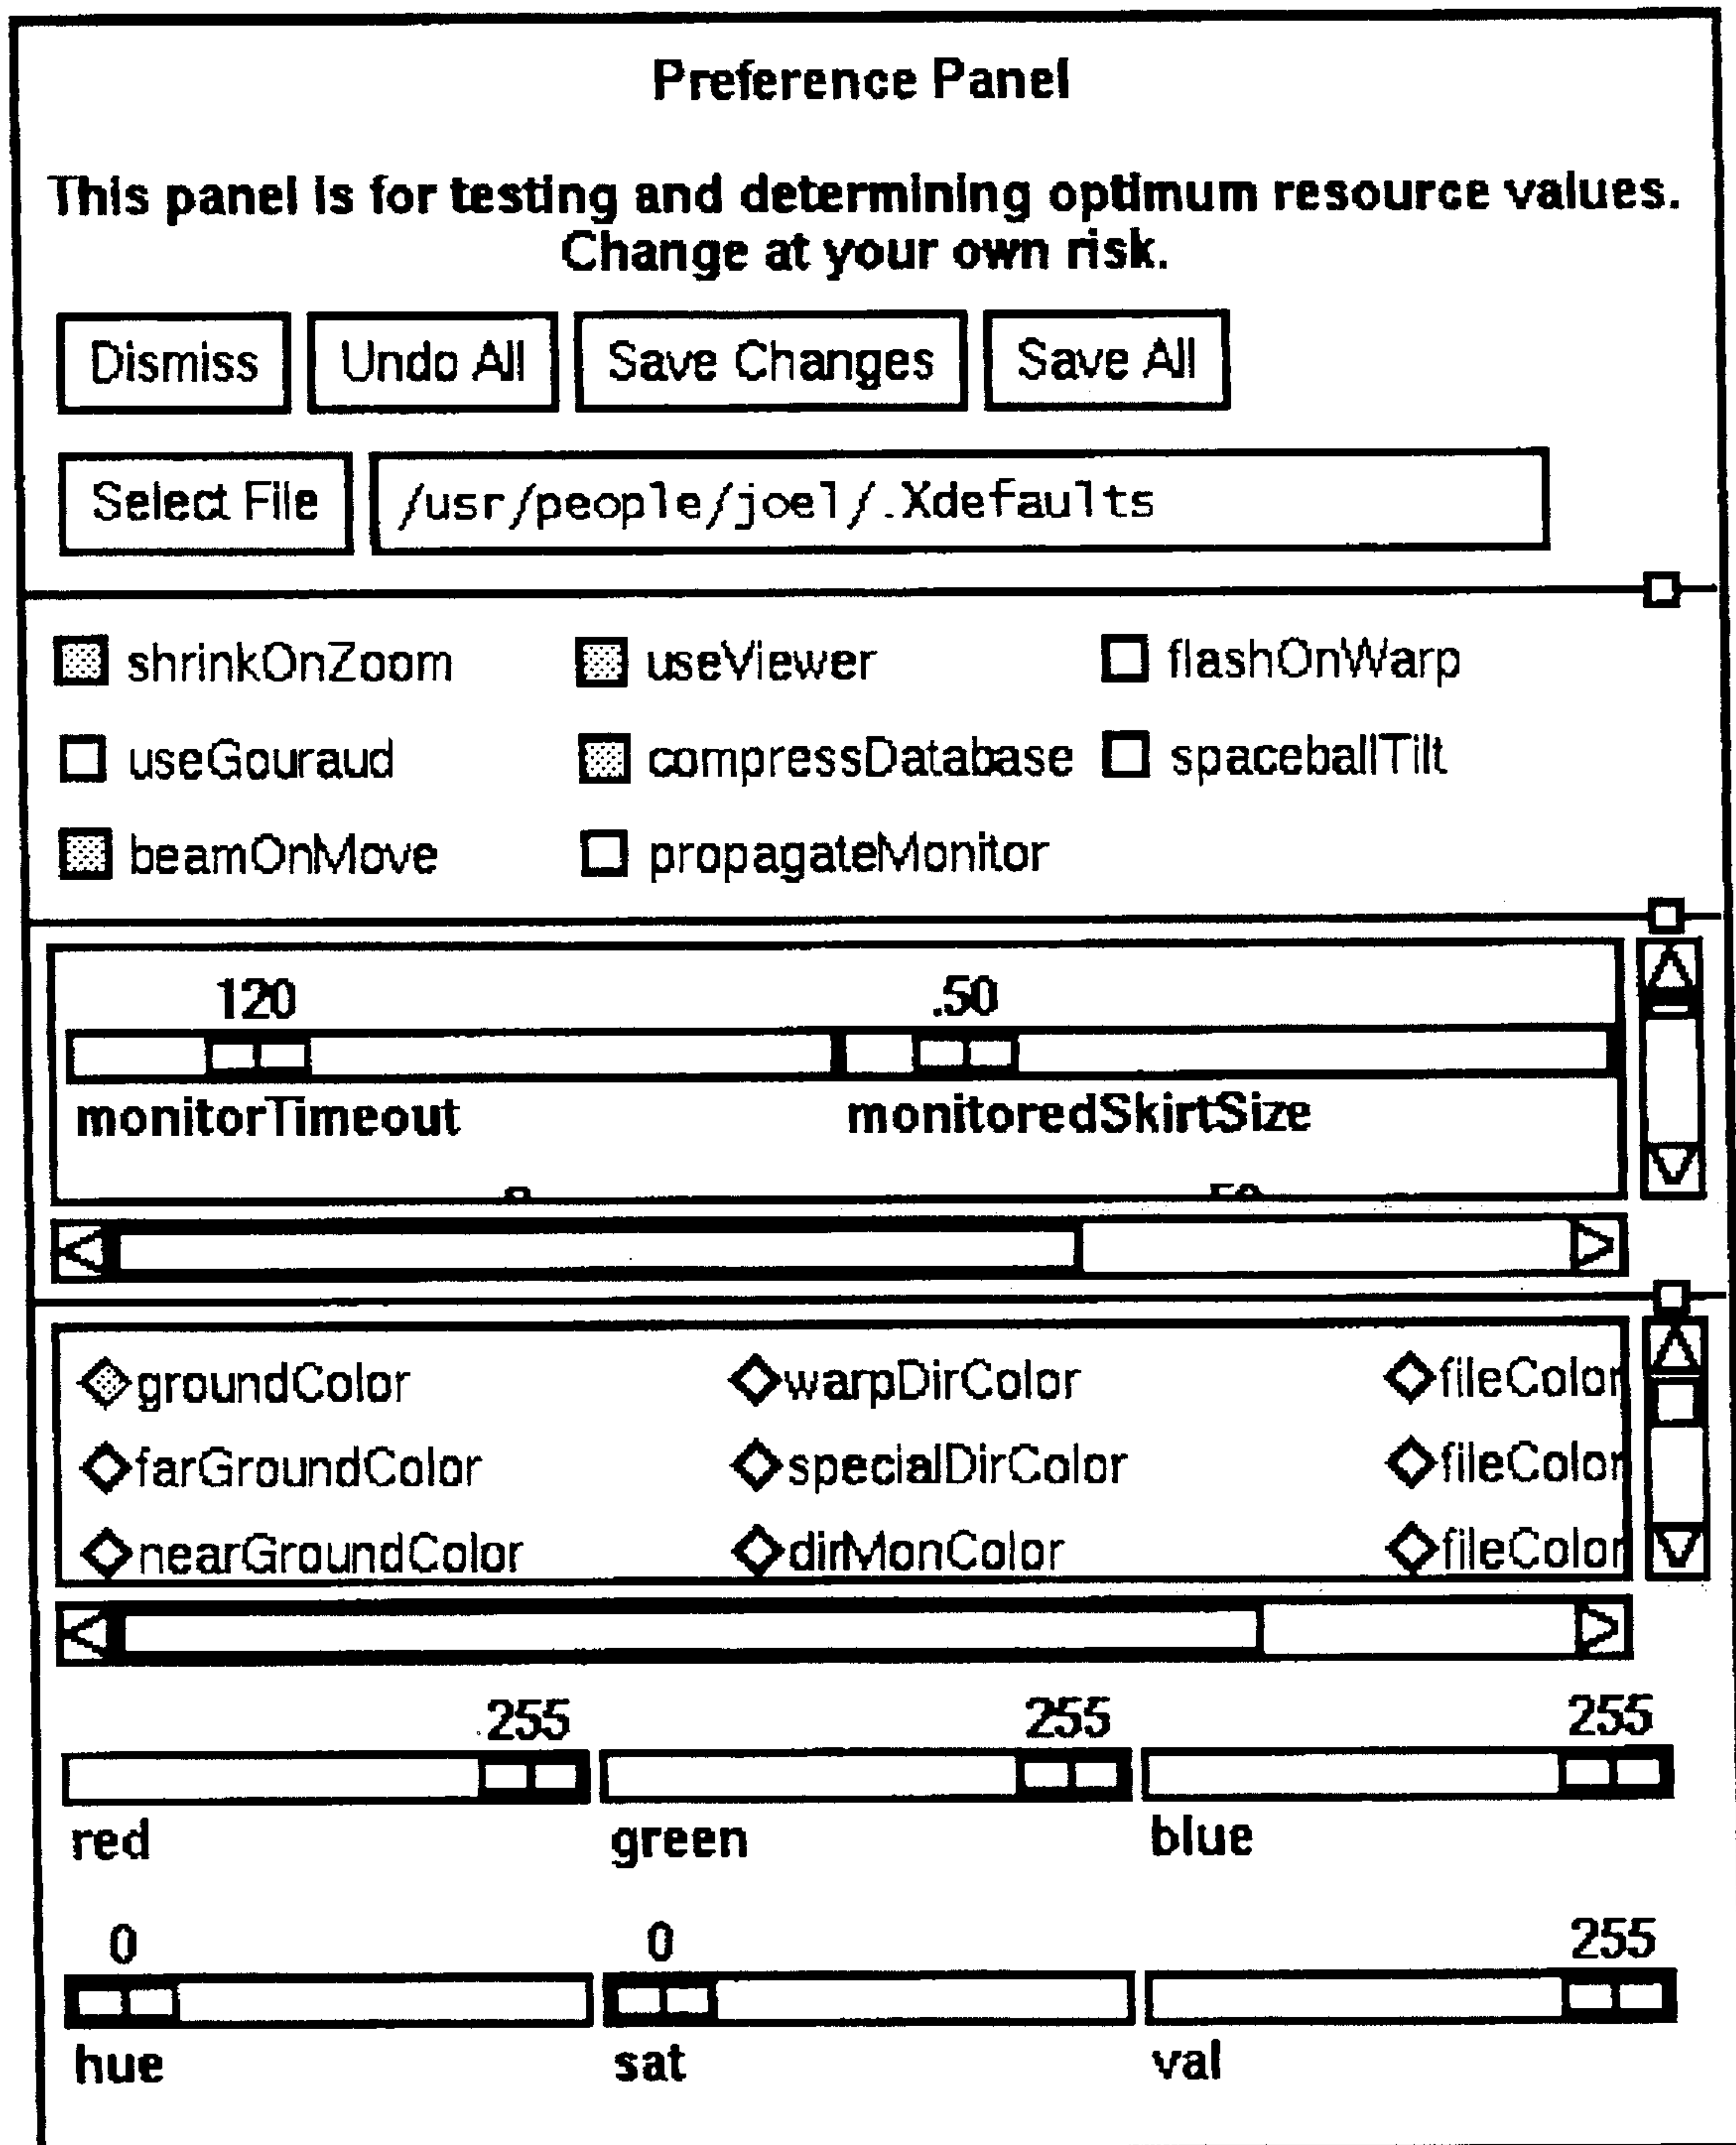 Preference Panel
This panel is for testing and determining optimum resource values.
Change at your own risk.
Dismiss Undo All Save Changes Save All
Select File /usr/people/joel/.Xdefaults
shrinkOnZoom useViewer flashOnWarp
useGouraud compressDatabase spaceballTilt
beamOnMove propagateMonitor
120 .50
monitorTimeout monitoredSkirtSize
groundColor warpDirColor fileColor
farGroundColor specialDirColor fileColor
nearGroundColor dirMonColor fileColor
255 255 255
red green blue
0 0 255
hue sat val